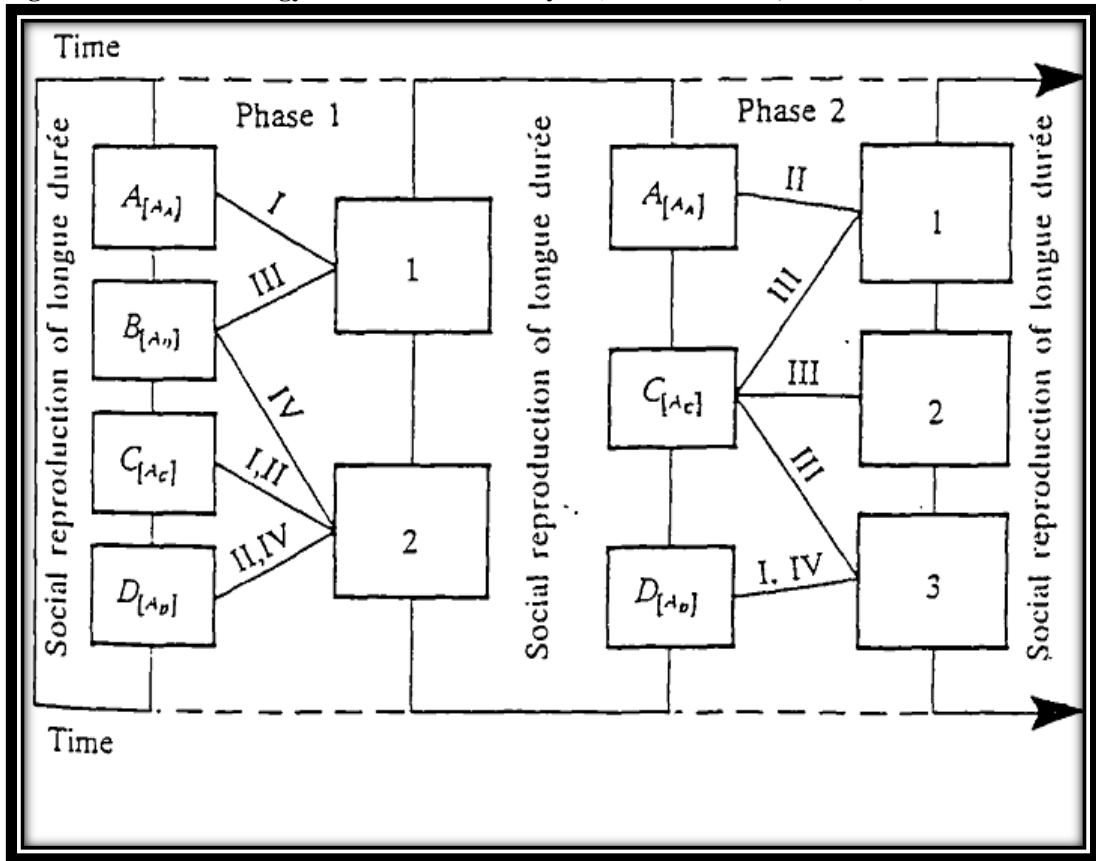 Time
Phase 1
Phase 2
Social reproduction of longue durée
A[AA]
B[An]
C[Ac]
D[AD]
I
III
IV
I,II
II,IV
1
2
Social reproduction of longue durée
A[AA]
C[Ac]
D[AD]
II
III
III
III
I. IV
1
2
3
Social reproduction of longue durée
Time